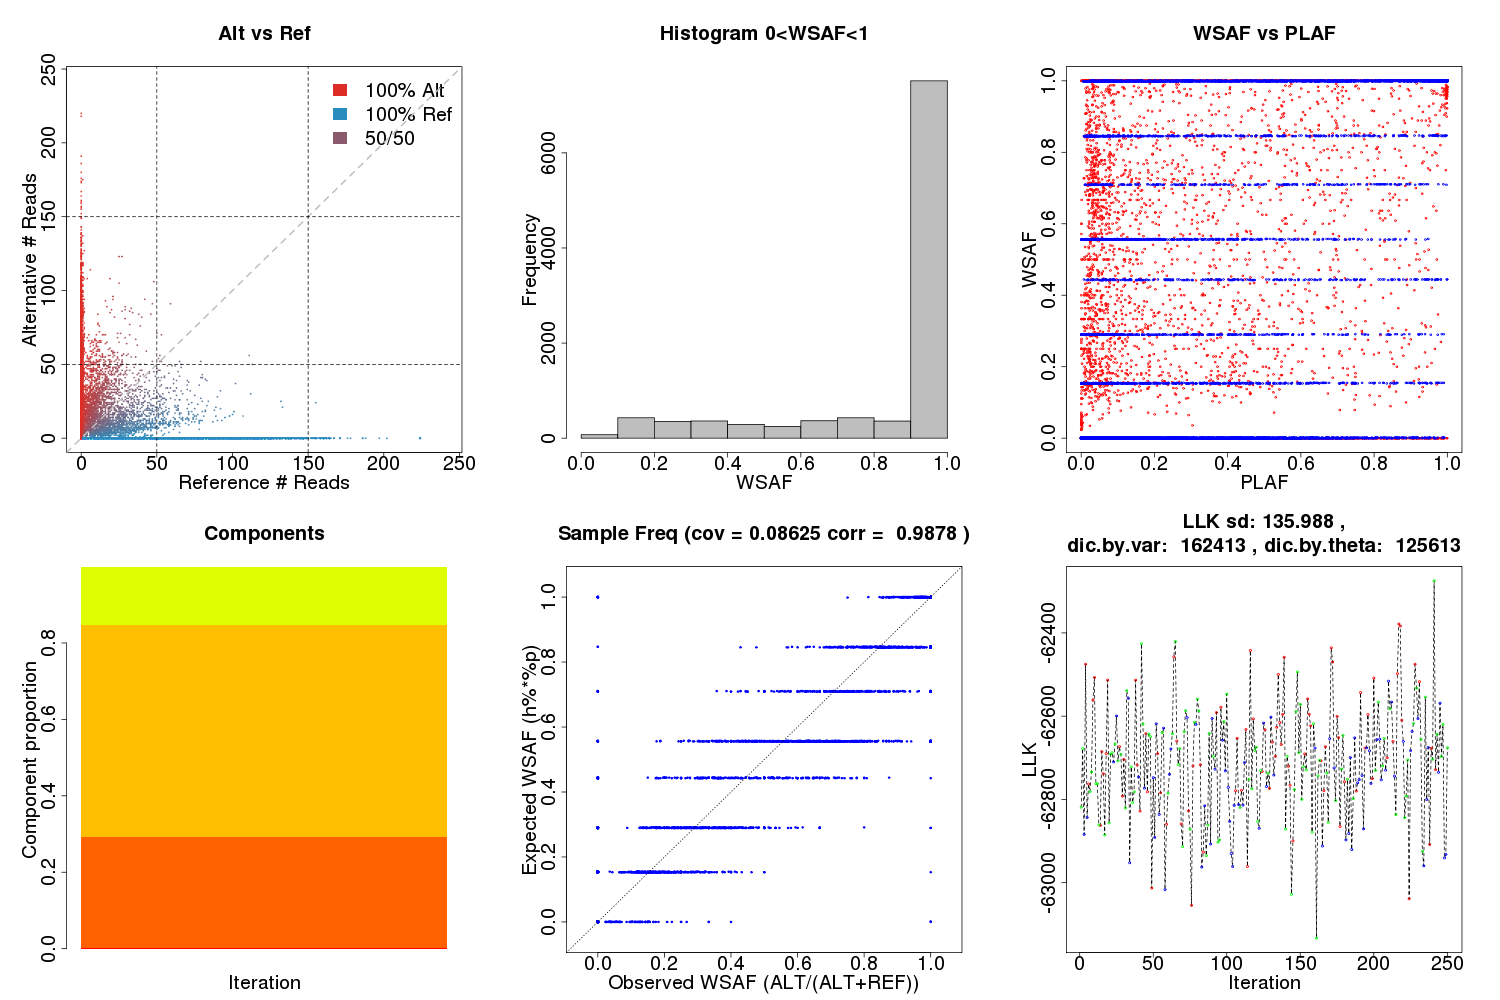 Alt vs Ref
250
200
150
100
50
0
Alternative # Reads
100% Alt
100% Ref
50/50
0 50 100 150 200 250
Reference # Reads
Histogram 0<WSAF<1
Frequency
6000
4000
2000
0
0.0 0.2 0.4 0.6 0.8 1.0
WSAF
WSAF vs PLAF
WSAF
1.0
0.8
0.6
0.4
0.2
0.0
0.0 0.2 0.4 0.6 0.8 1.0
PLAF
Components
Component proportion
0.8
0.6
0.4
0.2
0.0
Iteration
Sample Freq (cov = 0.08625 corr =  0.9878 )
Expected WSAF (h%*%p)
1.0
0.8
0.6
0.4
0.2
0.0
0.0 0.2 0.4 0.6 0.8 1.0
Observed WSAF (ALT/(ALT+REF))
LLK sd: 135.988 ,
dic.by.var:  162413 , dic.by.theta:  125613
LLK
-62400
-62600
-62800
-63000
0 50 100 150 200 250
Iteration